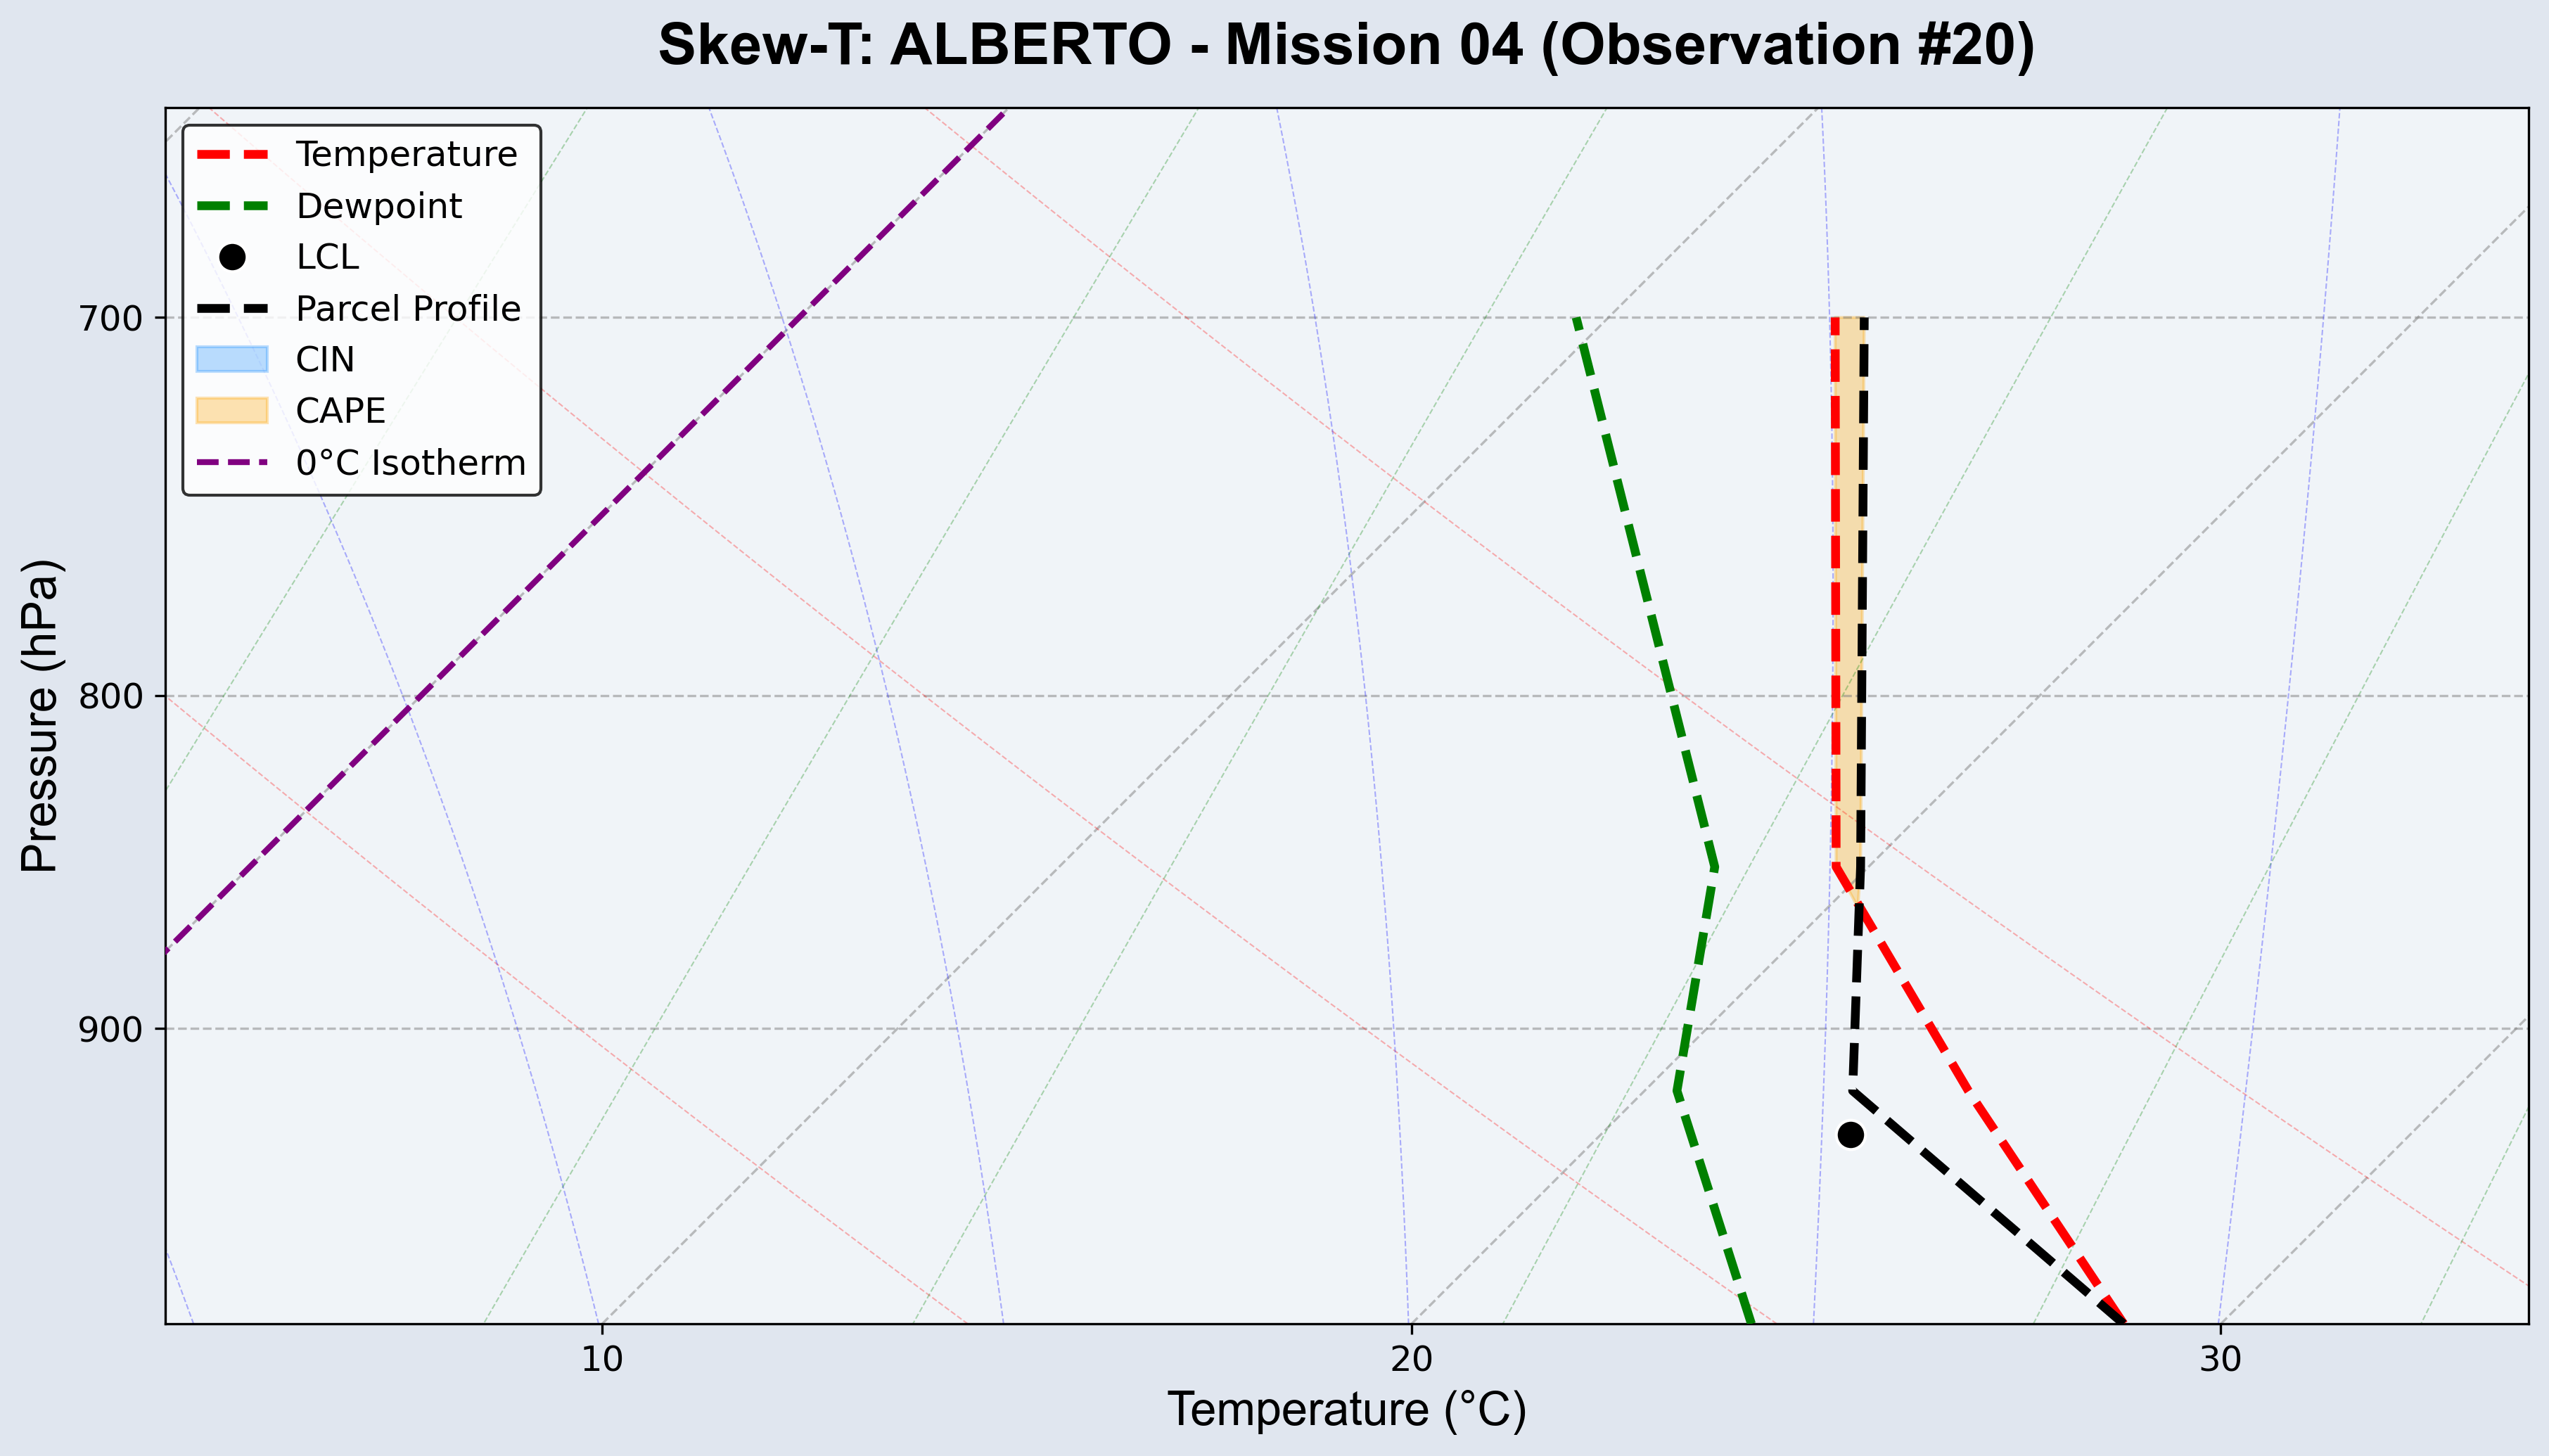 Skew-T: ALBERTO - Mission 04 (Observation #20)
Temperature
Dewpoint
LCL
Parcel Profile
CIN
CAPE
0°C Isotherm
Pressure (hPa)
700
800
900
10 20 30
Temperature (°C)